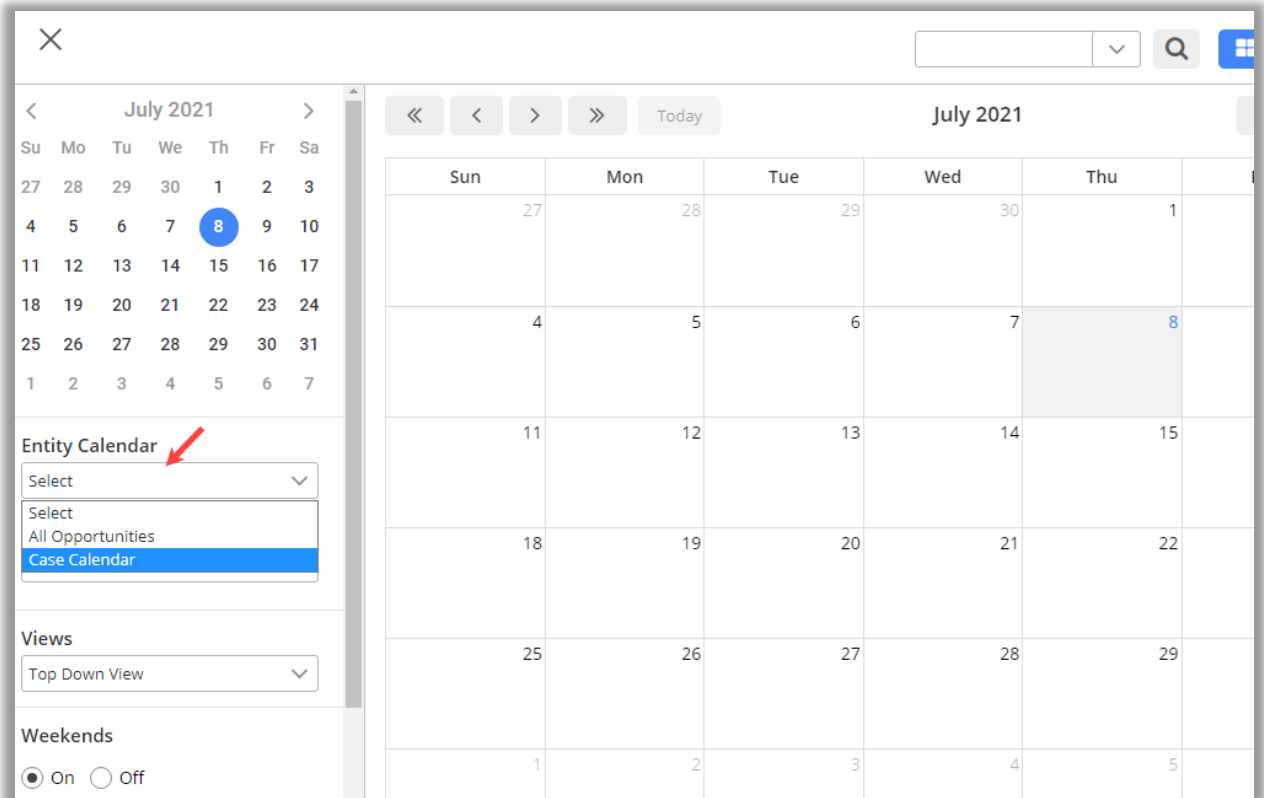 July 2021
Su Mo Tu We Th Fr Sa
27 28 29 30 1 2 3
4 5 6 7 8 9 10
11 12 13 14 15 16 17
18 19 20 21 22 23 24
25 26 27 28 29 30 31
1 2 3 4 5 6 7
Entity Calendar
Select
Select
All Opportunities
Case Calendar
Views
Top Down View
Weekends
On Off
Today
July 2021
Sun Mon Tue Wed Thu
27 28 29 30 1
4 5 6 7 8
11 12 13 14 15
18 19 20 21 22
25 26 27 28 29
1 2 3 4 5